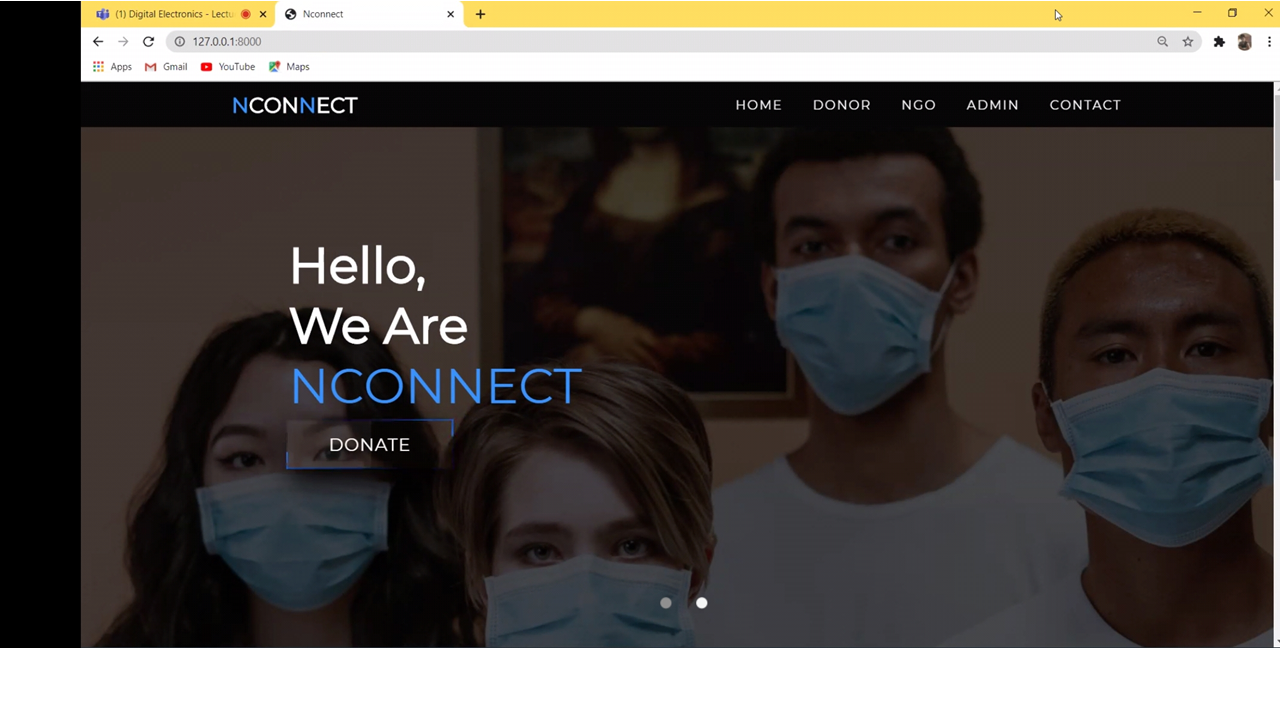 (1) Digital Electronics - Lectu
Nconnect
127.0.0.1:8000
Apps Gmail YouTube Maps
NCONNECT HOME DONOR NGO ADMIN CONTACT
Hello,
We Are
NCONNECT
DONATE